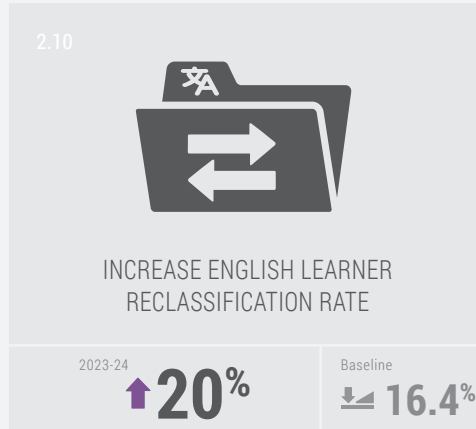 2.10
文A
INCREASE ENGLISH LEARNER
RECLASSIFICATION RATE
2023-24
20%
Baseline
16.4%